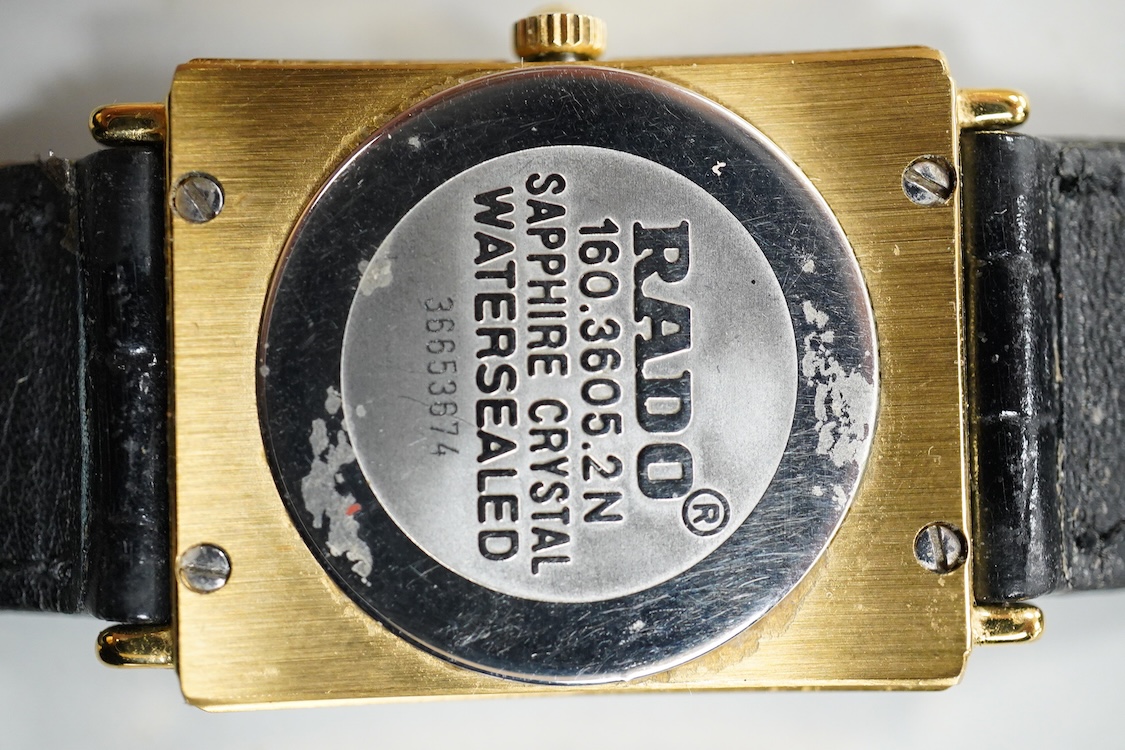 RADO®
160.3605.2N
SAPPHIRE CRYSTAL
WATERSEALED
36653674